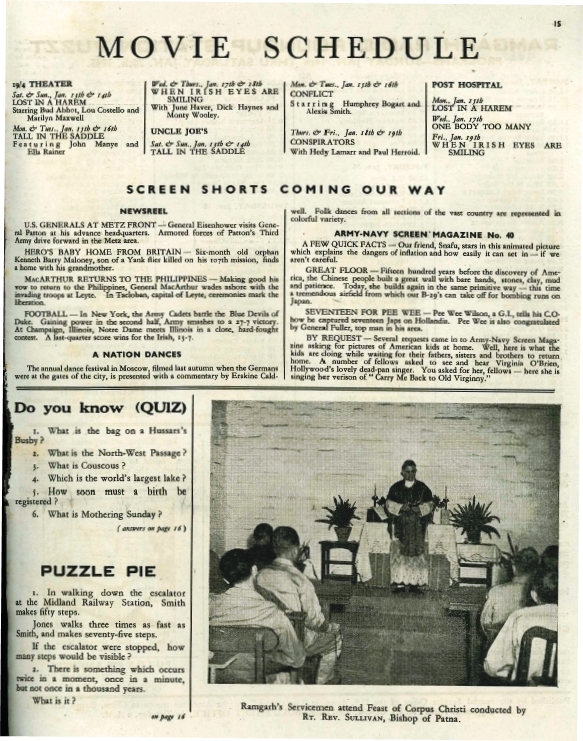 15
MOVIE SCHEDULE
19/4 THEATER
Sat. & Sun., Jan. 13th & 14th
LOST IN A HAREM
Starring Bud Abbot, Lou Costello and
Marilyn Maxwell
Mon. & Tues., Jan. 15th & 16th
TALL IN THE SADDLE
Featuring John Manye and
Ella Rainer
Wed. & Thurs., Jan. 17th & 18th
WHEN IRISH EYES ARE
SMILING
With June Haver, Dick Haynes and
Monty Wooley.
UNCLE JOE'S
Sat. & Sun., Jan. 13th & 14th
TALL IN THE SADDLE
Mon. & Tues., Jan. 15th & 16th
CONFLICT
Starring Humphrey Bogart and
Alexis Smith.
Thurs. & Fri., Jan. 18th & 19th
CONSPIRATORS
With Hedy Lamarr and Paul Herroid.
POST HOSPITAL
Mon., Jan. 15th
LOST IN A HAREM
Wed., Jan. 17th
ONE BODY TOO MANY
Fri., Jan. 19th
WHEN IRISH EYES ARE
SMILING
SCREEN SHORTS COMING OUR WAY
NEWSREEL
U.S. GENERALS AT METZ FRONT — General Eisenhower visits Gene-
ral Patton at his advance headquarters. Armored forces of Patton's Third
Army drive forward in the Metz area.
HERO'S BABY HOME FROM BRITAIN — Six-month old orphan
Kenneth Barry Maloney, son of a Yank flier killed on his 107th mission, finds
a home with his grandmother.
MacARTHUR RETURNS TO THE PHILIPPINES — Making good his
vow to return to the Philippines, General MacArthur wades ashore with the
invading troops at Leyte. In Tacloban, capital of Leyte, ceremonies mark the
liberation.
FOOTBALL — In New York, the Army Cadets battle the Blue Devils of
Duke. Gaining power in the second half, Army smashes to a 27-7 victory.
At Champaign, Illinois, Notre Dame meets Illinois in a close, hard-fought
contest. A last-quarter score wins for the Irish, 13-7.
A NATION DANCES
The annual dance festival in Moscow, filmed last autumn when the Germans
were at the gates of the city, is presented with a commentary by Erskine Cald-
well. Folk dances from all sections of the vast country are represented in
colorful variety.
ARMY-NAVY SCREEN MAGAZINE No. 40
A FEW QUICK FACTS — Our friend, Snafu, stars in this animated picture
which explains the dangers of inflation and how easily it can set in — if we
aren't careful.
GREAT FLOOR — Fifteen hundred years before the discovery of Ame-
rica, the Chinese people built a great wall with bare hands, stones, clay, mud
and patience. Today, she builds again in the same primitive way — this time
a tremendous airfield from which our B-29's can take off for bombing runs on
Japan.
SEVENTEEN FOR PEE WEE — Pee Wee Wilson, a G.I., tells his C.O.
how he captured seventeen Japs on Hollandia. Pee Wee is also congratulated
by General Fuller, top man in his area.
BY REQUEST — Several requests came in to Army-Navy Screen Maga-
zine asking for pictures of American kids at home. Well, here is what the
kids are doing while waiting for their fathers, sisters and brothers to return
home. A number of fellows asked to see and hear Virginis O'Brien,
Hollywood's lovely dead-pan singer. You asked for her, fellows — here she is
singing her verison of "Carry Me Back to Old Virginny."
Do you know (QUIZ)
1. What is the bag on a Hussar's
Busby ?
2. What is the North-West Passage ?
3. What is Couscous ?
4. Which is the world's largest lake ?
5. How soon must a birth be
registered ?
6. What is Mothering Sunday ?
(answers on page 16)
PUZZLE PIE
1. In walking down the escalator
at the Midland Railway Station, Smith
makes fifty steps.
Jones walks three times as fast as
Smith, and makes seventy-five steps.
If the escalator were stopped, how
many steps would be visible ?
2. There is something which occurs
twice in a moment, once in a minute,
but not once in a thousand years.
What is it ?
on page 16
Ramgarh's Servicemen attend Feast of Corpus Christi conducted by
RT. REV. SULLIVAN, Bishop of Patna.